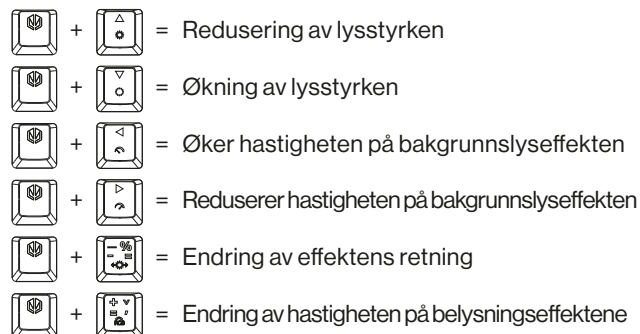 + = Redusering av lysstyrken
+ = Økning av lysstyrken
+ = Øker hastigheten på bakgrunnslyseffekten
+ = Reduserer hastigheten på bakgrunnslyseffekten
+ = Endring av effektens retning
+ = Endring av hastigheten på belysningseffektene